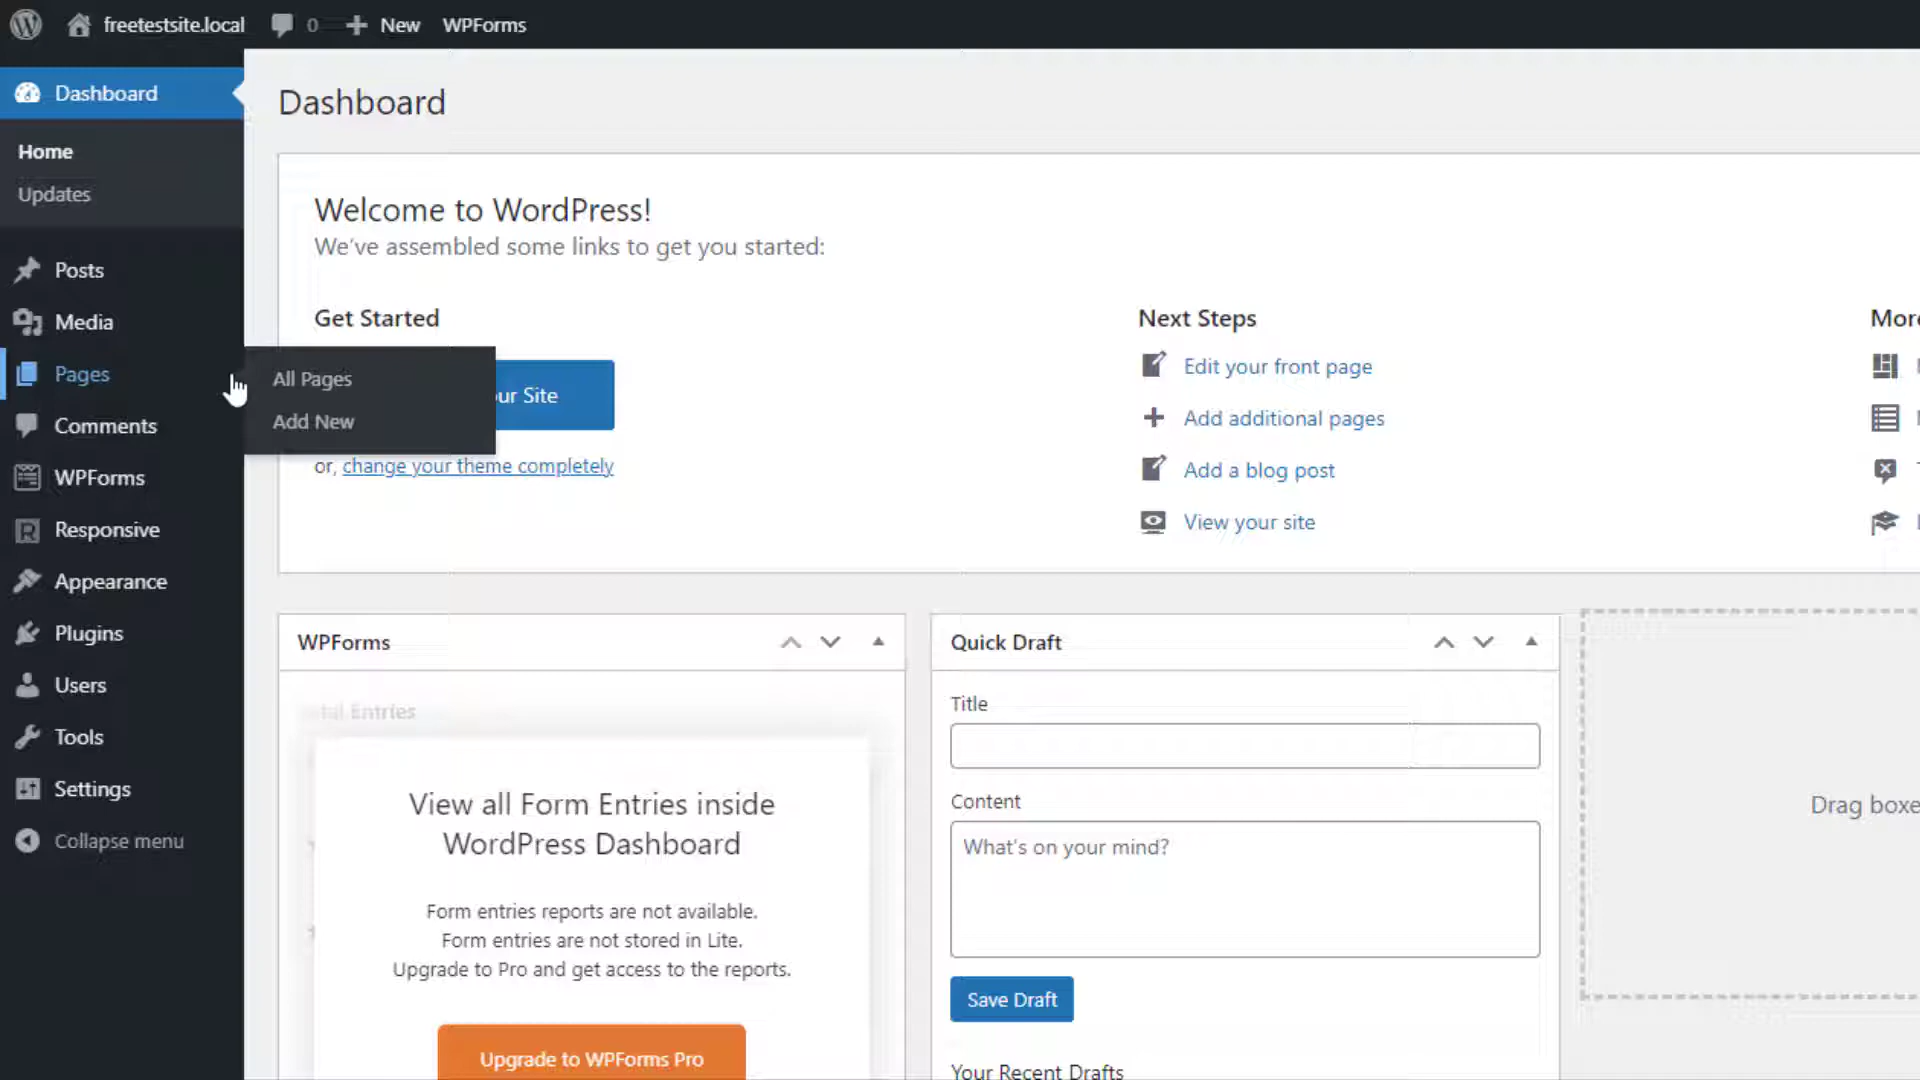 freetestsite.local 0 New WPForms
Dashboard
Home
Updates
Posts
Media
Pages
All Pages
Add New
Comments
WPForms
Responsive
Appearance
Plugins
Users
Tools
Settings
Collapse menu
Dashboard
Welcome to WordPress!
We've assembled some links to get you started:
Get Started
Site
or, change your theme completely
Next Steps
Edit your front page
Add additional pages
Add a blog post
View your site
WPForms
Entries
View all Form Entries inside
WordPress Dashboard
Form entries reports are not available.
Form entries are not stored in Lite.
Upgrade to Pro and get access to the reports.
Upgrade to WPForms Pro
Quick Draft
Title
Content
What's on your mind?
Save Draft
Your Recent Drafts
Drag